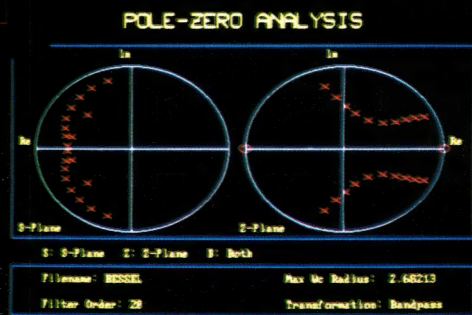 POLE-ZERO ANALYSIS
Im
Im
Re
Re
S-Plane
Z-Plane
S: S-Plane Z: Z-Plane B: Both
Filename: BESSEL
Max Wc Radius: 2.68213
Filter Order: 20
Transformation: Bandpass